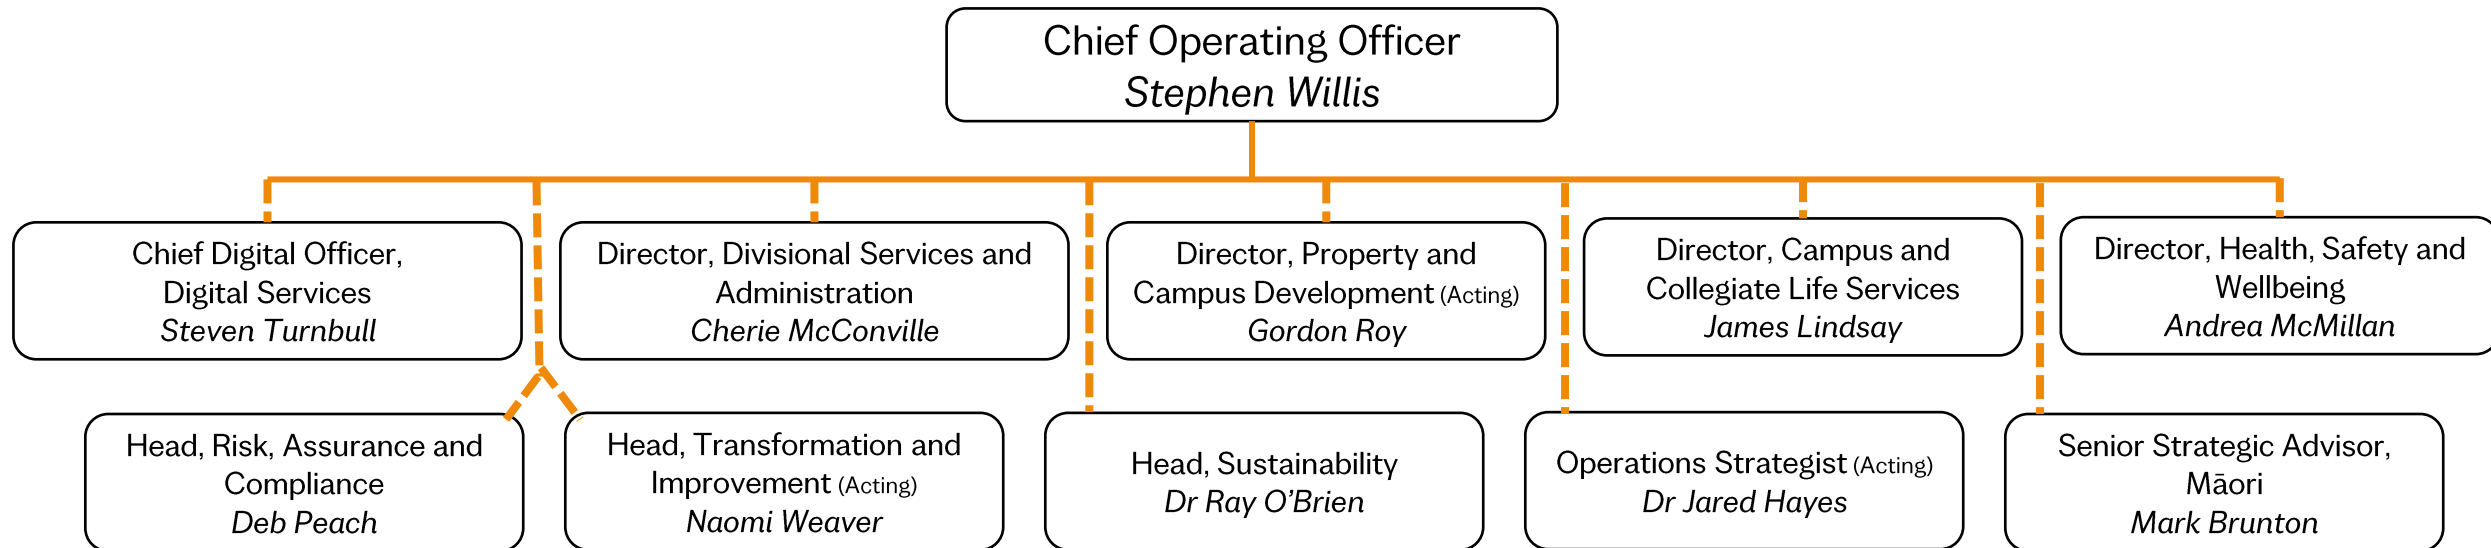 Chief Operating Officer
Stephen Willis
Chief Digital Officer,
Digital Services
Steven Turnbull
Director, Divisional Services and
Administration
Cherie McConville
Director, Property and
Campus Development (Acting)
Gordon Roy
Director, Campus and
Collegiate Life Services
James Lindsay
Director, Health, Safety and
Wellbeing
Andrea McMillan
Head, Risk, Assurance and
Compliance
Deb Peach
Head, Transformation and
Improvement (Acting)
Naomi Weaver
Head, Sustainability
Dr Ray O’Brien
Operations Strategist (Acting)
Dr Jared Hayes
Senior Strategic Advisor,
Māori
Mark Brunton